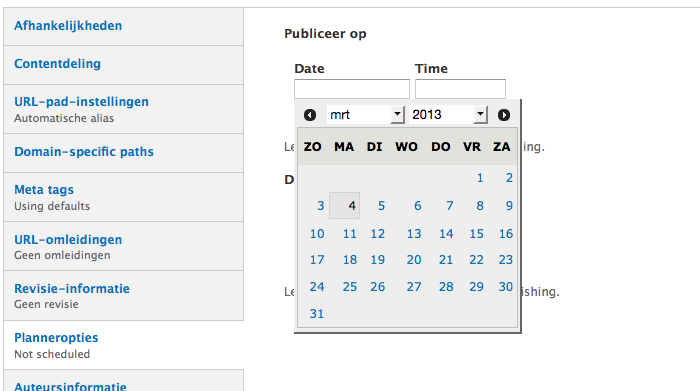 Afhankelijkheden
Contentdeling
URL-pad-instellingen
Automatische alias
Domain-specific paths
Meta tags
Using defaults
URL-omleidingen
Geen omleidingen
Revisie-informatie
Geen revisie
Planneropties
Not scheduled
Auteursinformatie
Publiceer op
Date Time
mrt 2013
ZO MA DI WO DO VR ZA
1 2
3 4 5 6 7 8 9
10 11 12 13 14 15 16
17 18 19 20 21 22 23
24 25 26 27 28 29 30
31
Le ing.
D
Le ishing.